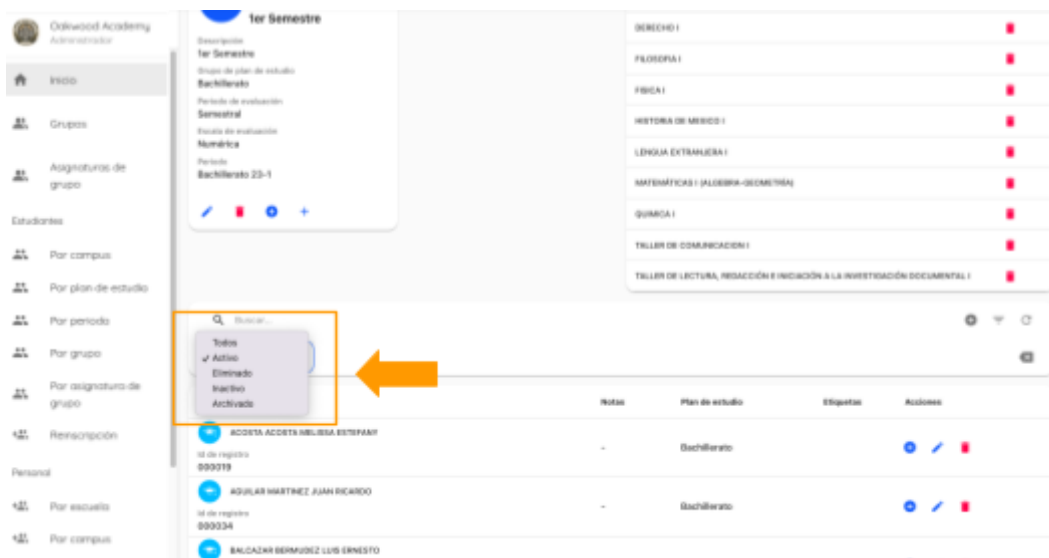 Oakwood Academy
Administrador
Inicio
Grupos
Asignaturas de
grupo
Estudiantes
Por campus
Por plan de estudio
Por periodo
Por grupo
Por asignatura de
grupo
Reinscripción
Personal
Por escuela
Por campus
1er Semestre
Descripción
1er Semestre
Grupo de plan de estudio
Bachillerato
Periodo de evaluación
Semestral
Escala de evaluación
Numérica
Periodo
Bachillerato 23-1
DERECHO I
FILOSOFIA I
FISICA I
HISTORIA DE MEXICO I
LENGUA EXTRANJERA I
MATEMÁTICAS I (ALGEBRA-GEOMETRÍA)
QUIMICA I
TALLER DE COMUNICACION I
TALLER DE LECTURA, REDACCIÓN E INICIACIÓN A LA INVESTIGACIÓN DOCUMENTAL I
Buscar...
Todos
✓ Activo
Eliminado
Inactivo
Archivado
Notas Plan de estudio Etiquetas Acciones
ACOSTA ACOSTA MELISSA ESTEFANY
Id de registro
000019
- Bachillerato
AGUILAR MARTINEZ JUAN RICARDO
Id de registro
000034
- Bachillerato
BALCAZAR BERMUDEZ LUIS ERNESTO